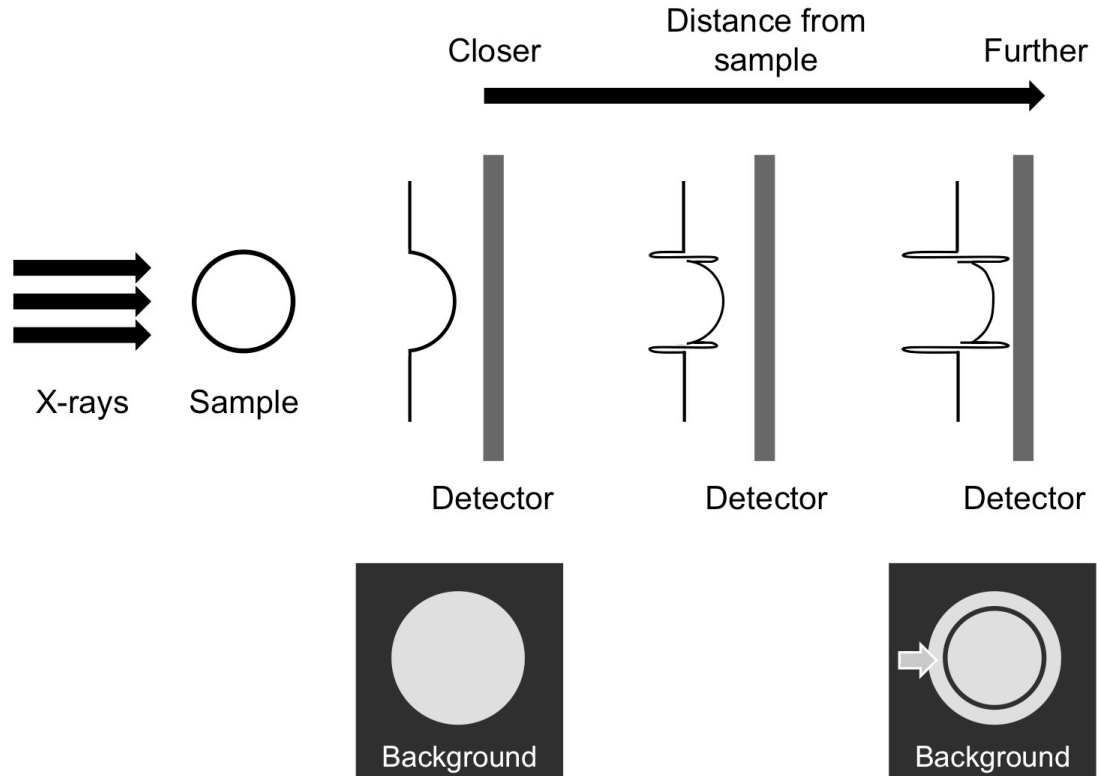 Distance from
sample
Closer
Further
X-rays
Sample
Detector
Detector
Detector
Background
Background